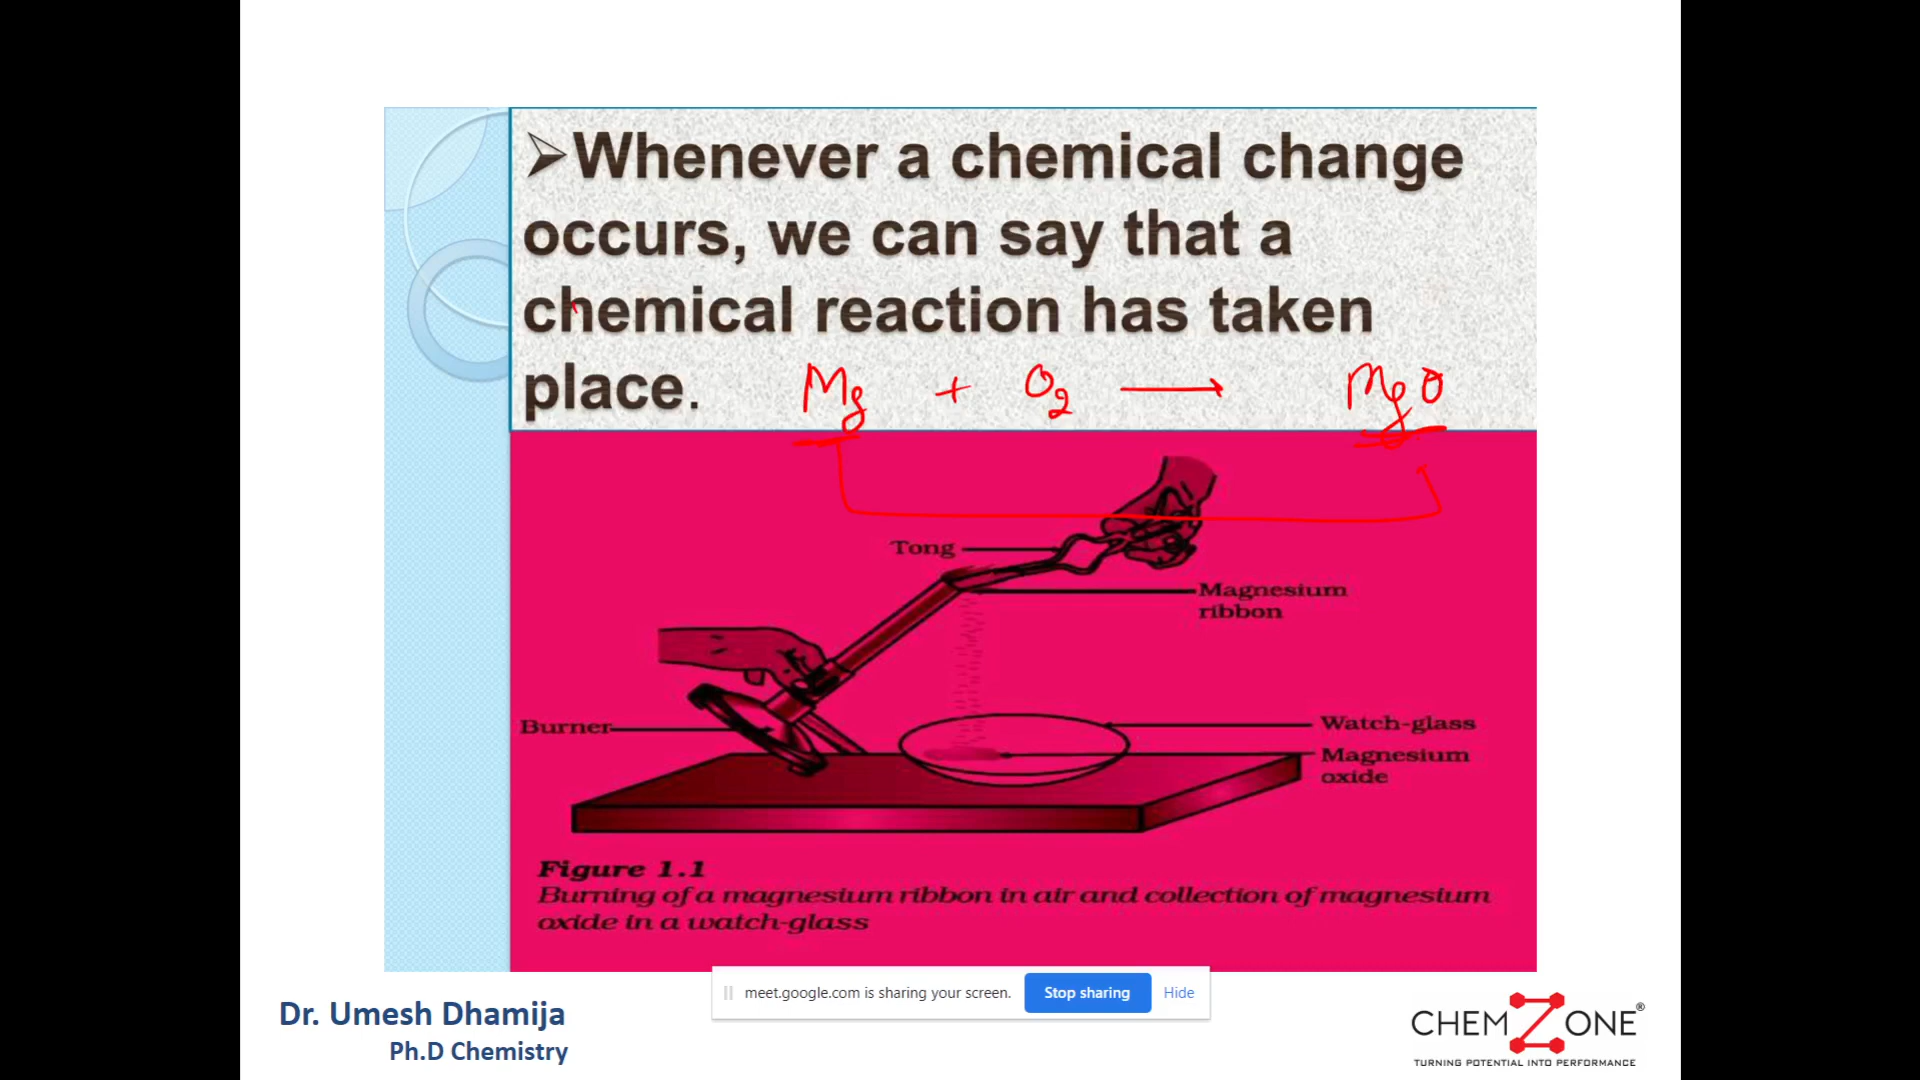 ➢Whenever a chemical change
occurs, we can say that a
chemical reaction has taken
place.
Mg + O2 ⟶ MgO
Tong
Magnesium
ribbon
Burner
Watch-glass
Magnesium
oxide
Figure 1.1
Burning of a magnesium ribbon in air and collection of magnesium
oxide in a watch-glass
meet.google.com is sharing your screen. Stop sharing Hide
Dr. Umesh Dhamija
Ph.D Chemistry
CHEMZONE®
TURNING POTENTIAL INTO PERFORMANCE